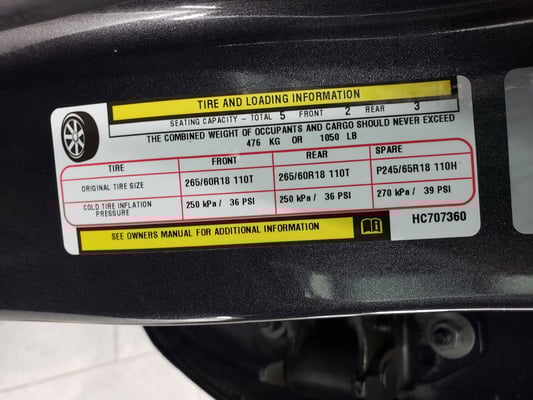 TIRE AND LOADING INFORMATION
SEATING CAPACITY - TOTAL 5 FRONT 2 REAR 3
THE COMBINED WEIGHT OF OCCUPANTS AND CARGO SHOULD NEVER EXCEED
476 KG OR 1050 LB
TIRE FRONT REAR SPARE
ORIGINAL TIRE SIZE 265/60R18 110T 265/60R18 110T P245/65R18 110H
COLD TIRE INFLATION PRESSURE 250 kPa / 36 PSI 250 kPa / 36 PSI 270 kPa / 39 PSI
SEE OWNERS MANUAL FOR ADDITIONAL INFORMATION HC707360